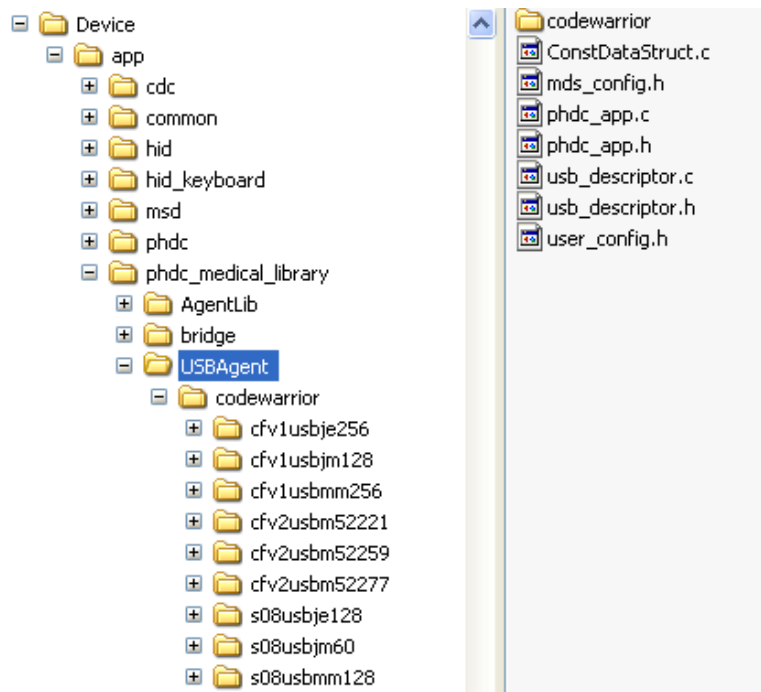 Device
app
cdc
common
hid
hid_keyboard
msd
phdc
phdc_medical_library
AgentLib
bridge
USBAgent
codewarrior
cfv1usbje256
cfv1usbjm128
cfv1usbmm256
cfv2usbm52221
cfv2usbm52259
cfv2usbm52277
s08usbje128
s08usbjm60
s08usbmm128
codewarrior
ConstDataStruct.c
mds_config.h
phdc_app.c
phdc_app.h
usb_descriptor.c
usb_descriptor.h
user_config.h